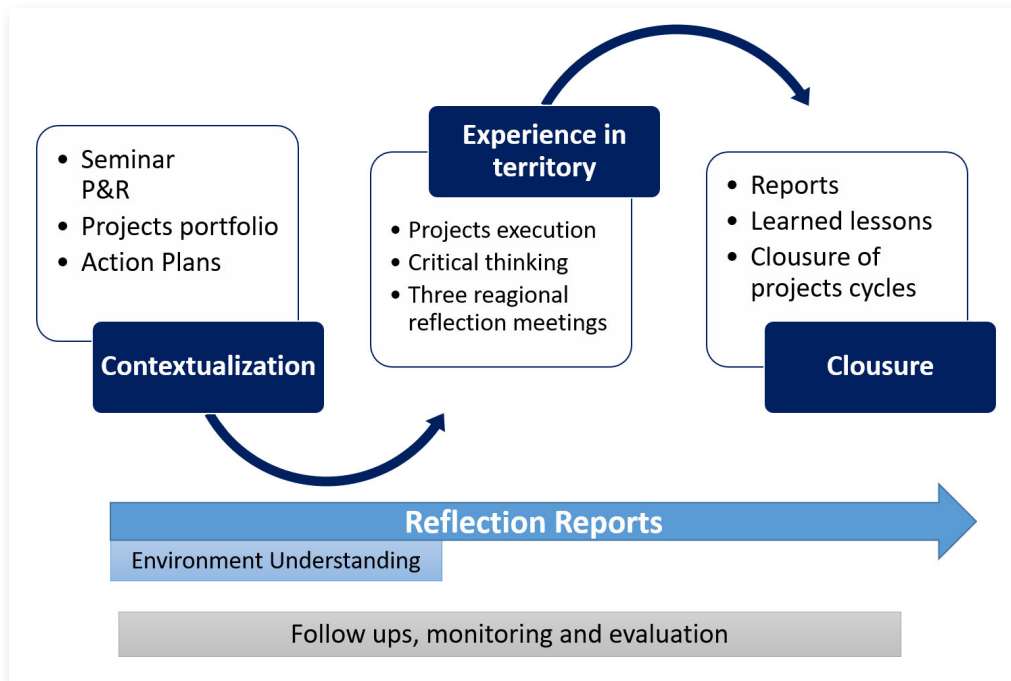 • Seminar
P&R
• Projects portfolio
• Action Plans
Contextualization
Experience in
territory
• Projects execution
• Critical thinking
• Three reagional
reflection meetings
• Reports
• Learned lessons
• Clousure of
projects cycles
Clousure
Reflection Reports
Environment Understanding
Follow ups, monitoring and evaluation